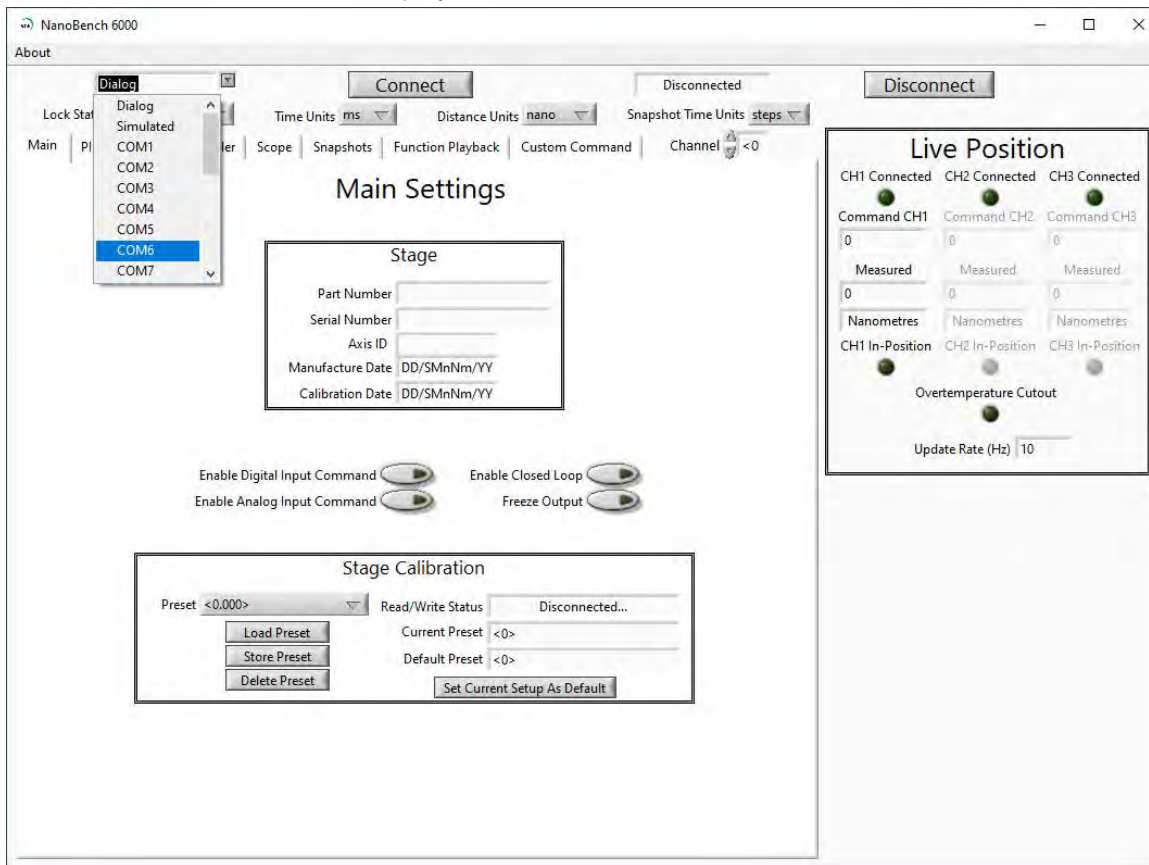 NanoBench 6000
About
Dialog Connect Disconnected Disconnect
Lock Stat Time Units ms Distance Units nano Snapshot Time Units steps
Main Pl ler Scope Snapshots Function Playback Custom Command Channel <0
Dialog
Simulated
COM1
COM2
COM3
COM4
COM5
COM6
COM7
Main Settings
Stage
Part Number
Serial Number
Axis ID
Manufacture Date DD/SMnNm/YY
Calibration Date DD/SMnNm/YY
Enable Digital Input Command Enable Closed Loop
Enable Analog Input Command Freeze Output
Stage Calibration
Preset <0.000> Read/Write Status Disconnected...
Load Preset Current Preset <0>
Store Preset Default Preset <0>
Delete Preset Set Current Setup As Default
Live Position
CH1 Connected CH2 Connected CH3 Connected
Command CH1 Command CH2 Command CH3
0 0 0
Measured Measured Measured
0 0 0
Nanometres Nanometres Nanometres
CH1 In-Position CH2 In-Position CH3 In-Position
Overtemperature Cutout
Update Rate (Hz) 10